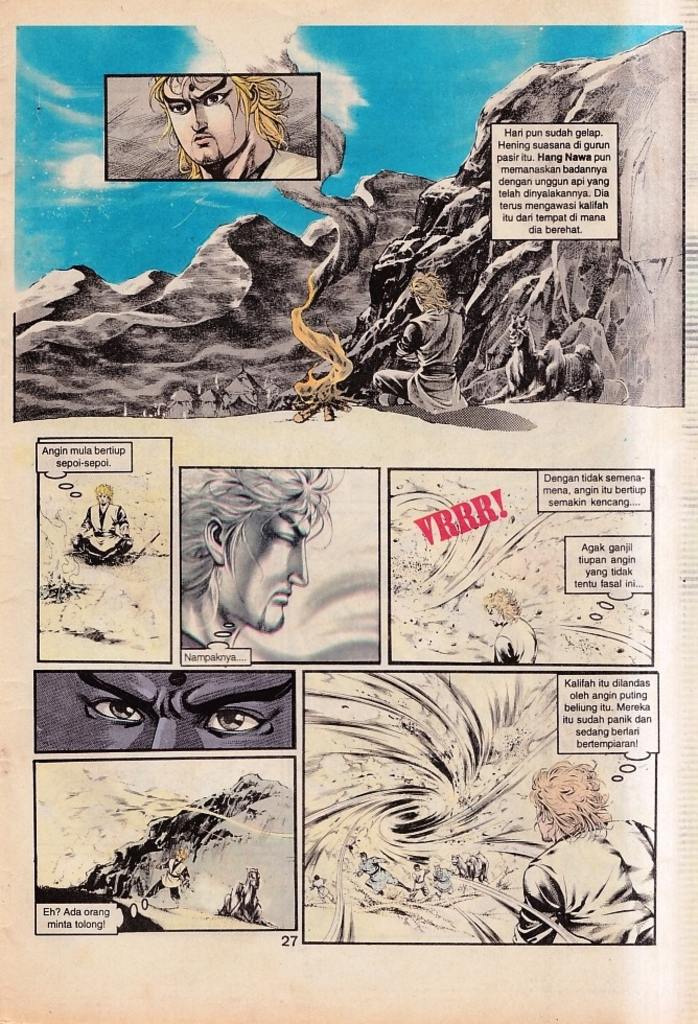 Hari pun sudah gelap.
Hening suasana di gurun
pasir itu. Hang Nawa pun
memanaskan badannya
dengan unggun api yang
telah dinyalakannya. Dia
terus mengawasi kalifah
itu dari tempat di mana
dia berehat.
Angin mula bertiup
sepoi-sepoi.
Nampaknya....
Dengan tidak semena-
mena, angin itu bertiup
semakin kencang....
VRRR!
Agak ganjil
tiupan angin
yang tidak
tentu fasal ini...
Kalifah itu dilandas
oleh angin puting
beliung itu. Mereka
itu sudah panik dan
sedang berlari
bertempiaran!
Eh? Ada orang
minta tolong!
27